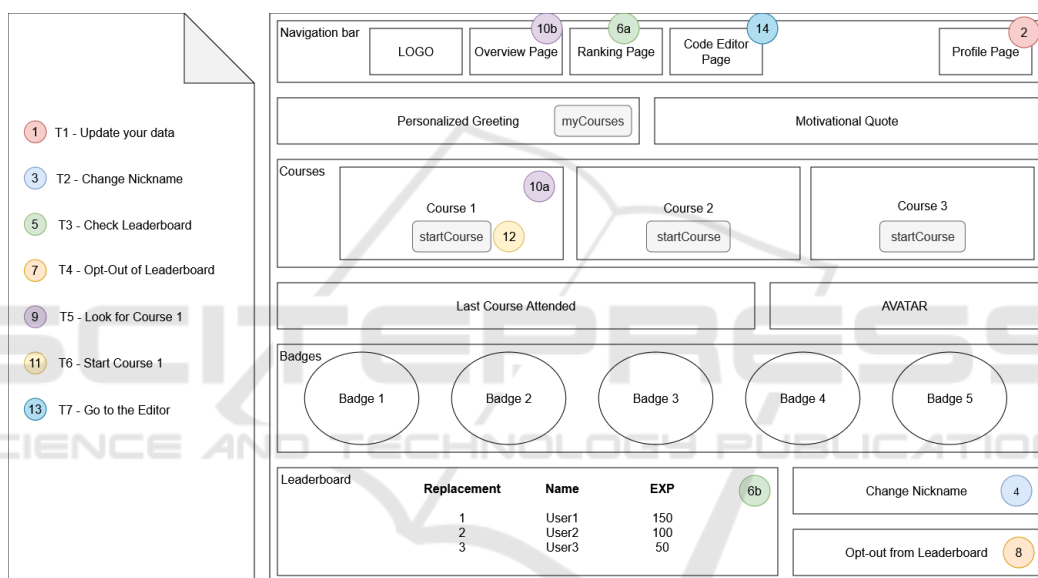 1 T1 - Update your data
3 T2 - Change Nickname
5 T3 - Check Leaderboard
7 T4 - Opt-Out of Leaderboard
9 T5 - Look for Course 1
11 T6 - Start Course 1
13 T7 - Go to the Editor
Navigation bar
LOGO
Overview Page
10b
Ranking Page
6a
Code Editor
Page
14
Profile Page
2
Personalized Greeting
myCourses
Motivational Quote
Courses
10a
Course 1
startCourse
12
Course 2
startCourse
Course 3
startCourse
Last Course Attended
AVATAR
Badges
Badge 1
Badge 2
Badge 3
Badge 4
Badge 5
Leaderboard
Replacement Name EXP
1 User1 150
2 User2 100
3 User3 50
6b
Change Nickname 4
Opt-out from Leaderboard 8
SCITEPRESS
SCIENCE AND TECHNOLOGY PUBLICATIONS